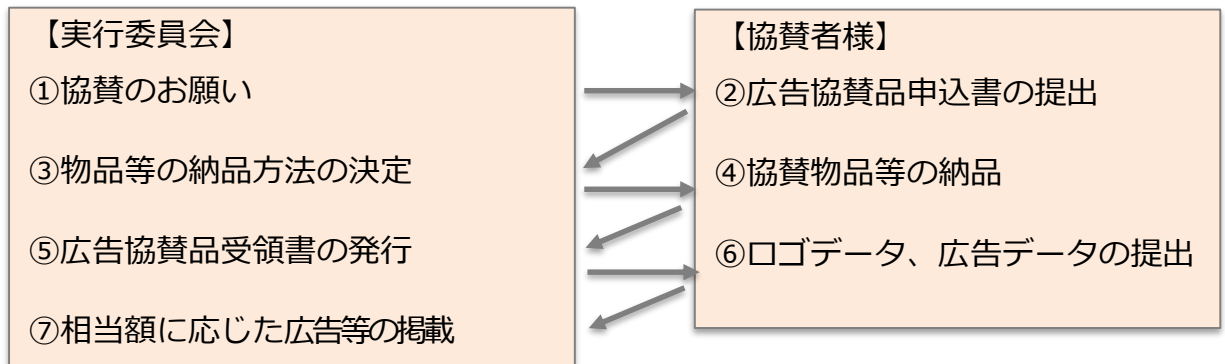 【実行委員会】
①協賛のお願い
③物品等の納品方法の決定
⑤広告協賛品受領書の発行
⑦相当額に応じた広告等の掲載
【協賛者様】
②広告協賛品申込書の提出
④協賛物品等の納品
⑥ロゴデータ、広告データの提出